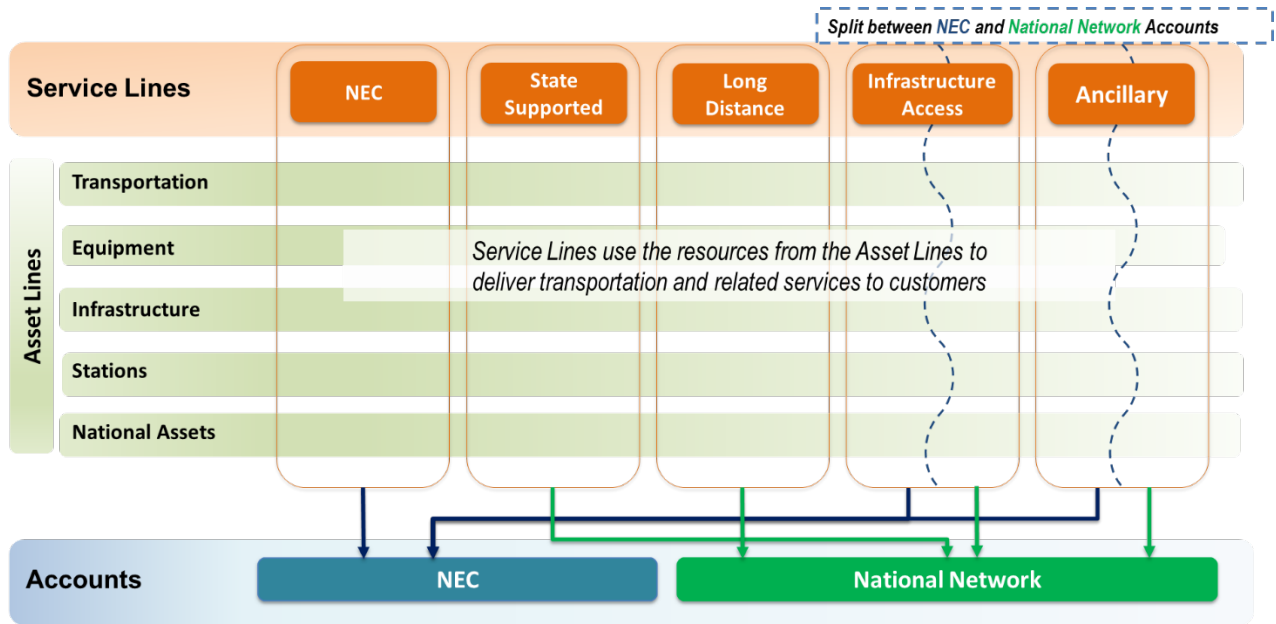 Split between NEC and National Network Accounts
Service Lines
NEC
State
Supported
Long
Distance
Infrastructure
Access
Ancillary
Asset Lines
Transportation
Equipment
Service Lines use the resources from the Asset Lines to
deliver transportation and related services to customers
Infrastructure
Stations
National Assets
Accounts
NEC
National Network